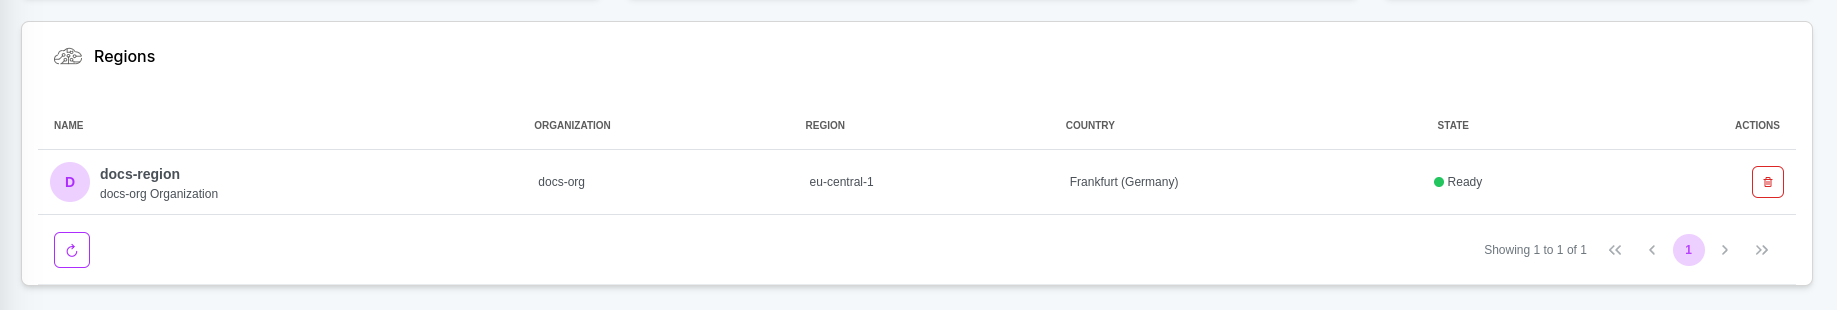 Regions
NAME ORGANIZATION REGION COUNTRY STATE ACTIONS
D docs-region docs-org eu-central-1 Frankfurt (Germany) Ready
docs-org Organization
Showing 1 to 1 of 1 1